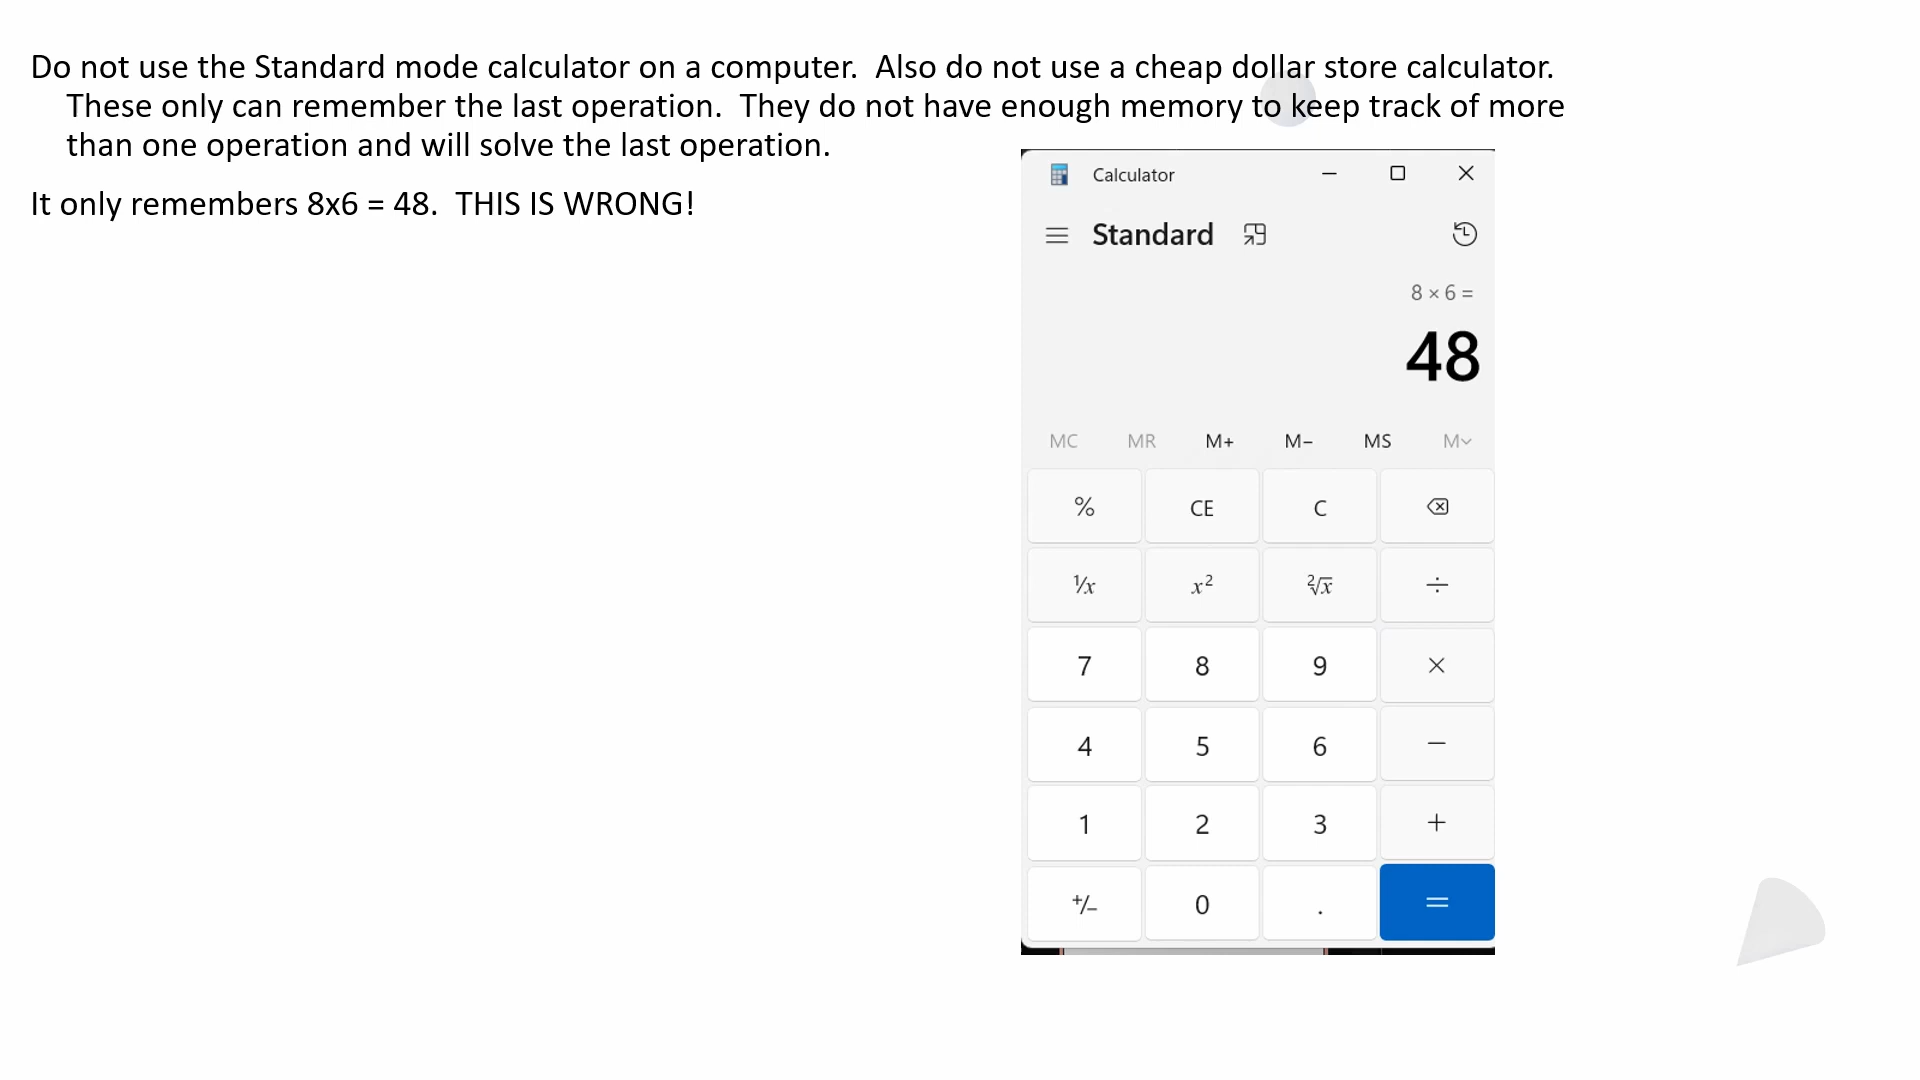 Do not use the Standard mode calculator on a computer.  Also do not use a cheap dollar store calculator.
These only can remember the last operation.  They do not have enough memory to keep track of more
than one operation and will solve the last operation.
It only remembers 8x6 = 48.  THIS IS WRONG!
Calculator
Standard
8 × 6 =
48
MC MR M+ M− MS M˅
% CE C
¹/x x² ²√x ÷
7 8 9 ×
4 5 6 −
1 2 3 +
+/− 0 . =